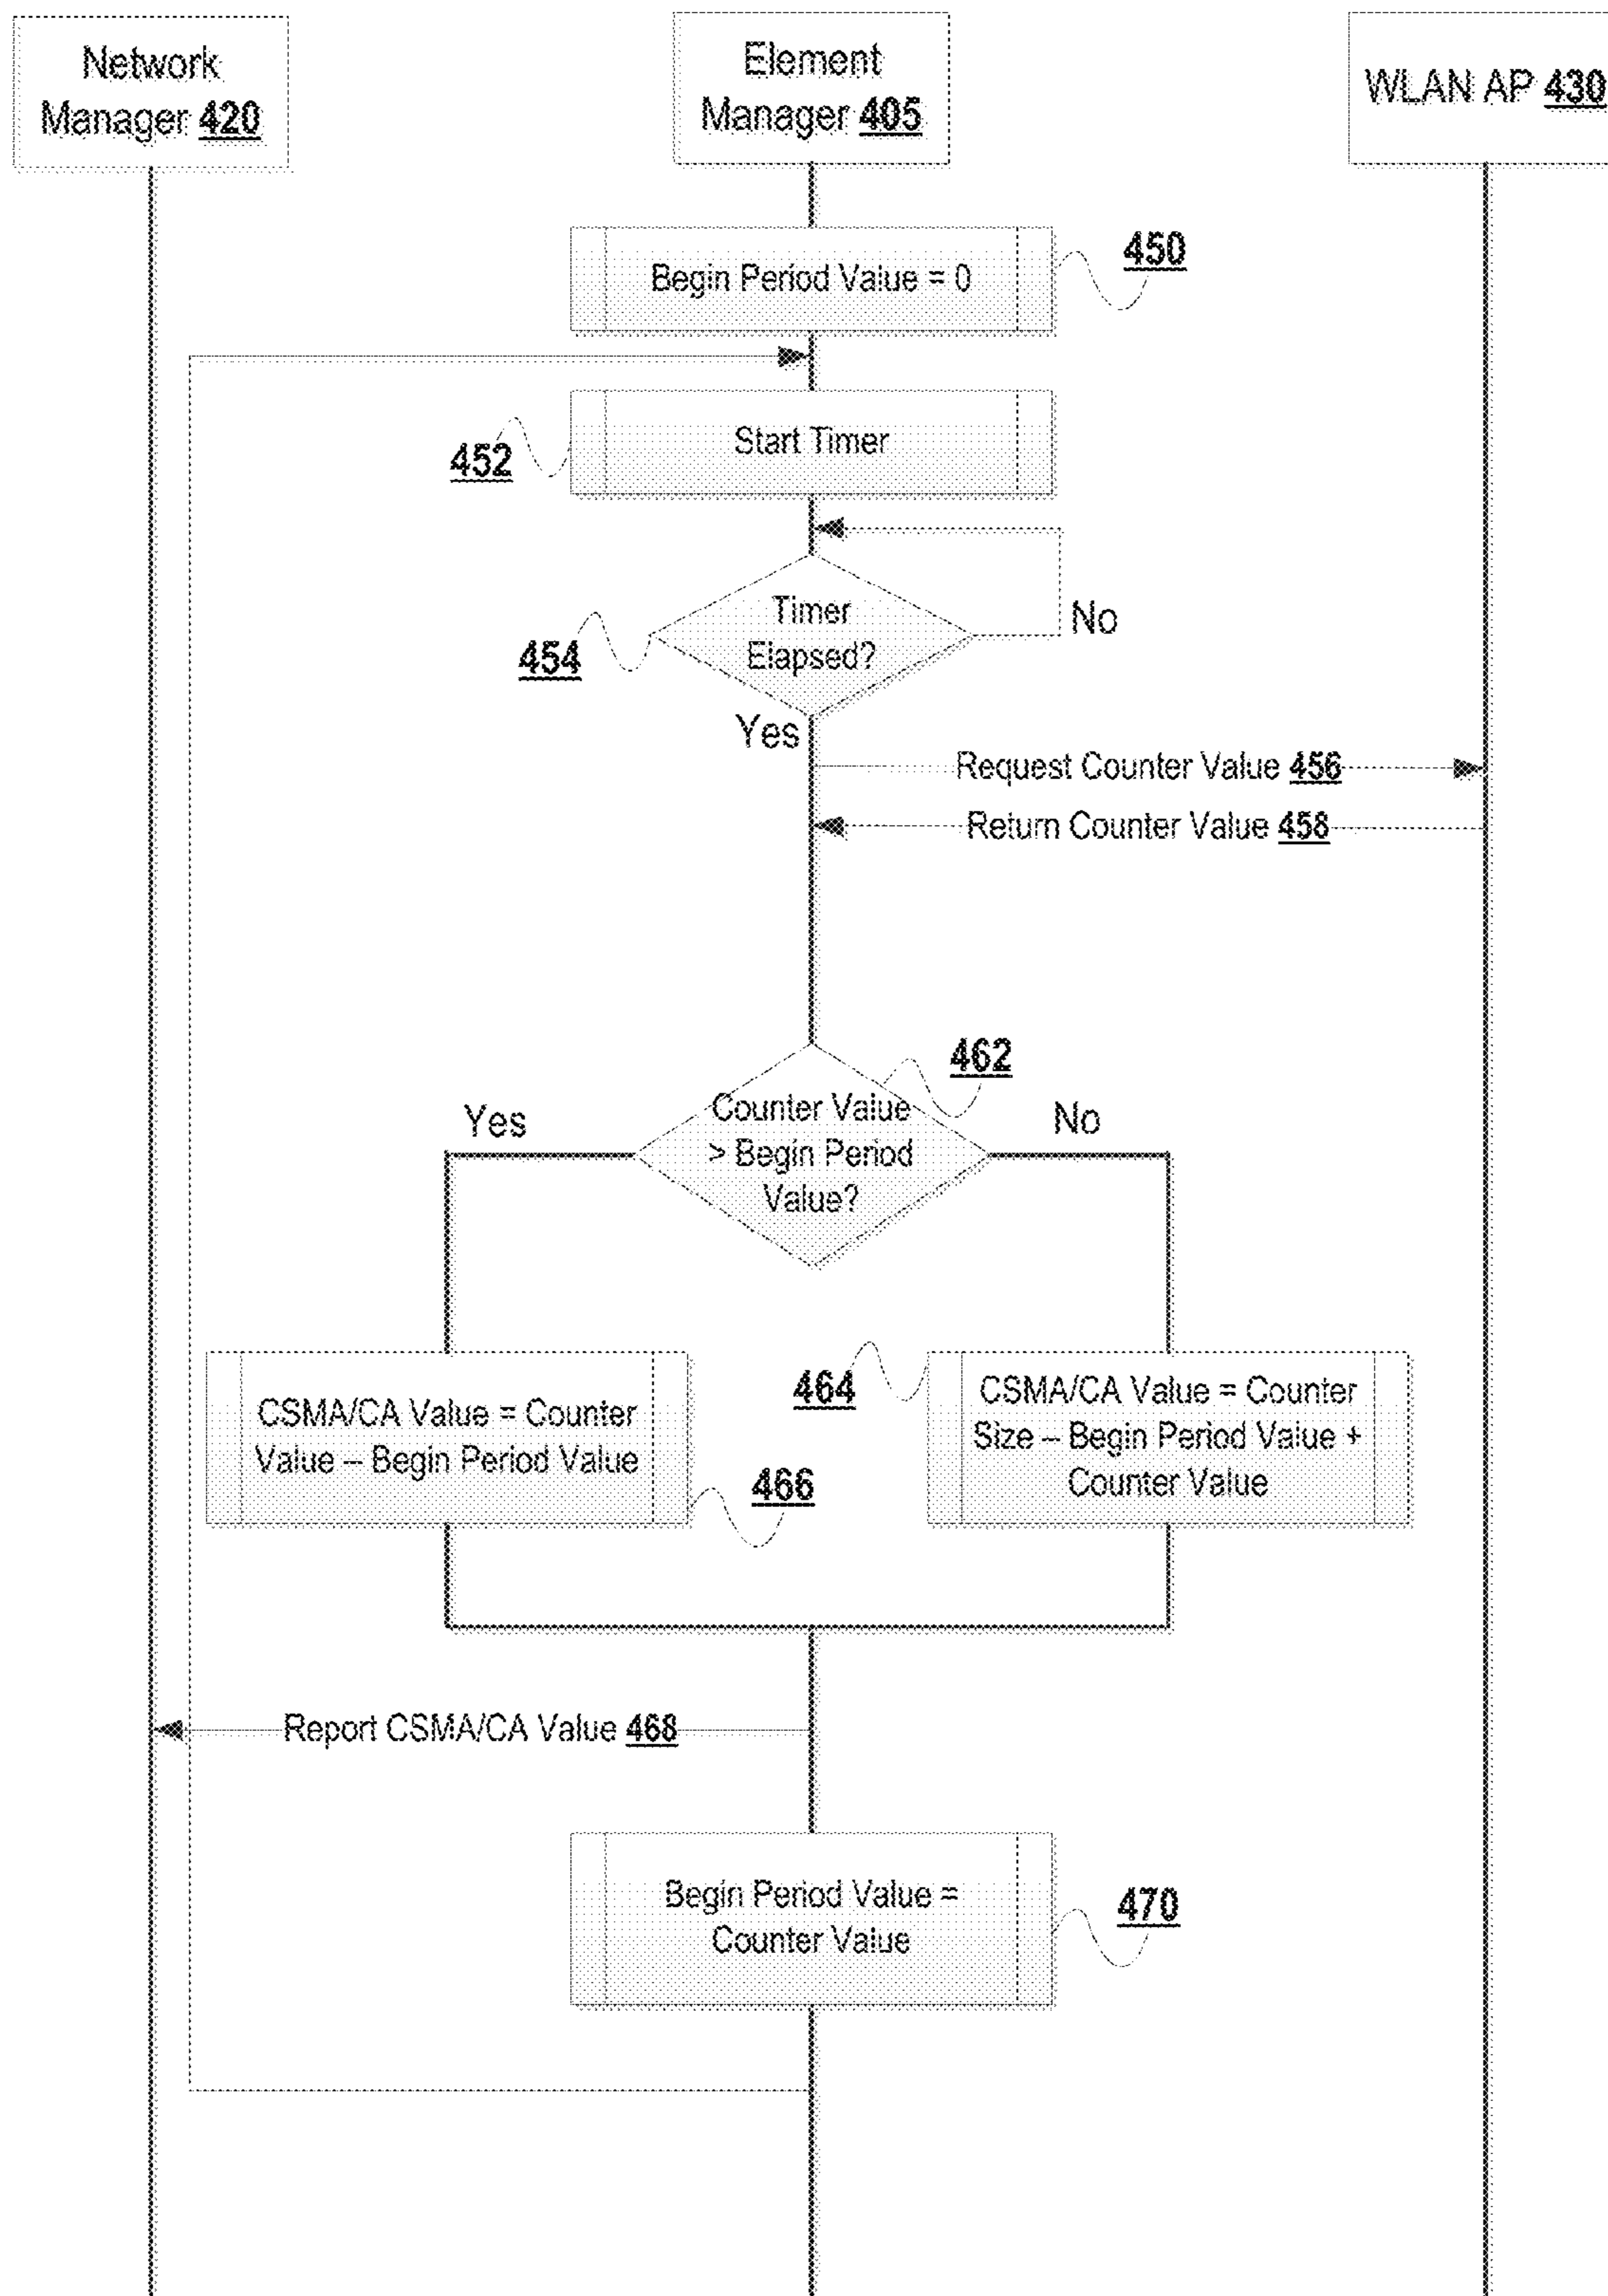 Network
Manager 420
Element
Manager 405
WLAN AP 430
Begin Period Value = 0
450
Start Timer
452
Timer
Elapsed?
454
No
Yes
Request Counter Value 456
Return Counter Value 458
462
Counter Value
> Begin Period
Value?
Yes
No
CSMA/CA Value = Counter
Value – Begin Period Value
466
464
CSMA/CA Value = Counter
Size – Begin Period Value +
Counter Value
Report CSMA/CA Value 468
Begin Period Value =
Counter Value
470